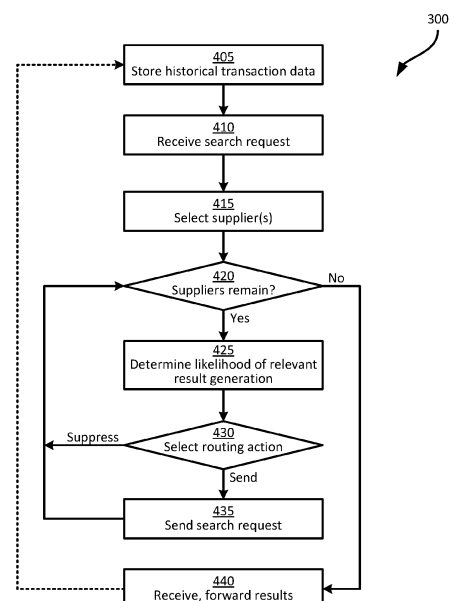 300
405
Store historical transaction data
410
Receive search request
415
Select supplier(s)
420
Suppliers remain?
No
Yes
425
Determine likelihood of relevant
result generation
430
Select routing action
Suppress
Send
435
Send search request
440
Receive, forward results